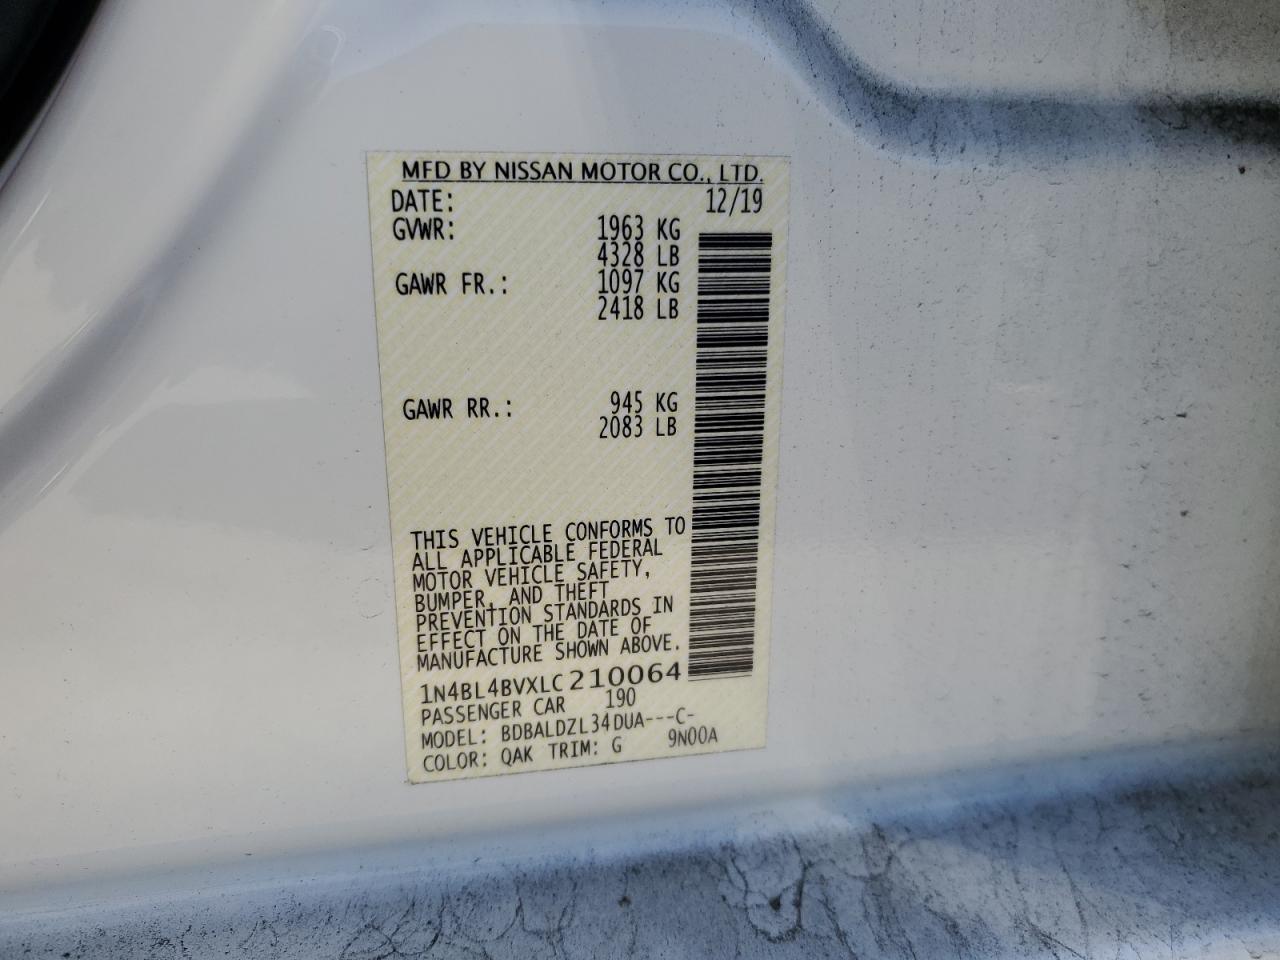 MFD BY NISSAN MOTOR CO., LTD.
DATE: 12/19
GVWR: 1963 KG
4328 LB
GAWR FR.: 1097 KG
2418 LB
GAWR RR.: 945 KG
2083 LB
THIS VEHICLE CONFORMS TO
ALL APPLICABLE FEDERAL
MOTOR VEHICLE SAFETY,
BUMPER, AND THEFT
PREVENTION STANDARDS IN
EFFECT ON THE DATE OF
MANUFACTURE SHOWN ABOVE.
1N4BL4BVXLC210064
PASSENGER CAR 190
MODEL: BDBALDZL34DUA---C-
COLOR: QAK TRIM: G 9N00A